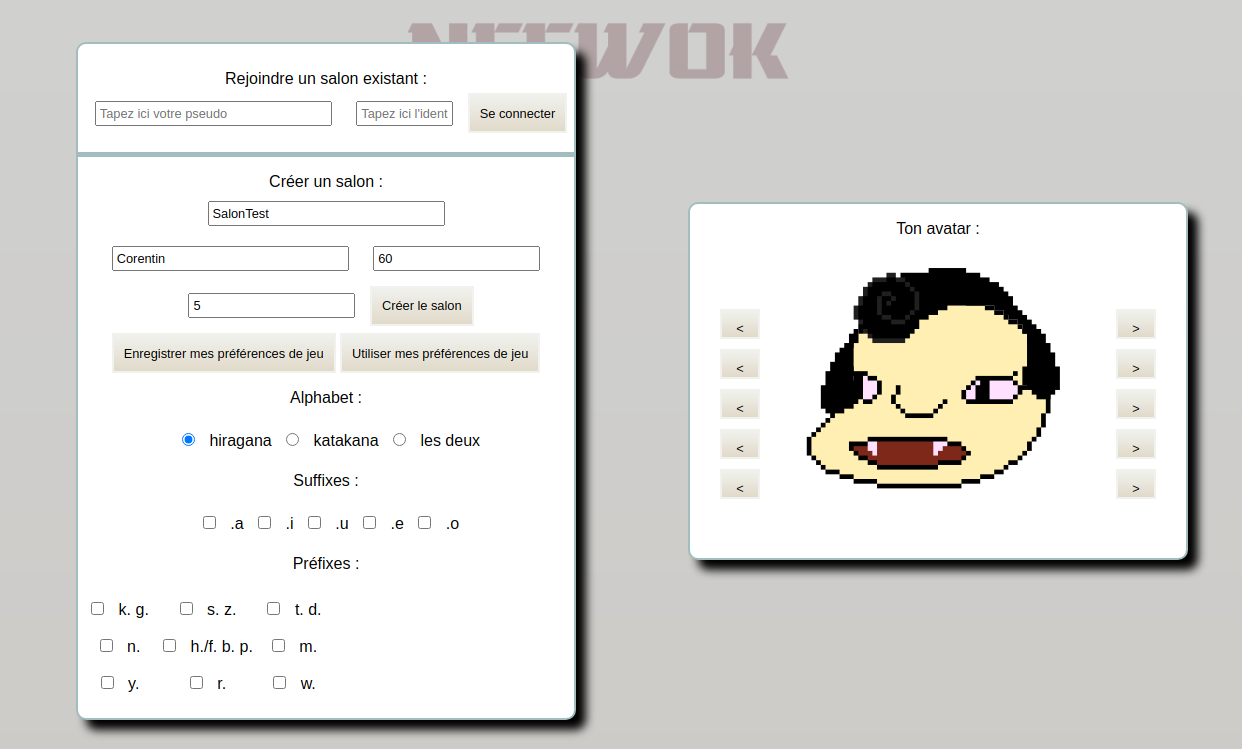 Rejoindre un salon existant :
Tapez ici votre pseudo Tapez ici l'ident Se connecter
Créer un salon :
SalonTest
Corentin 60
5 Créer le salon
Enregistrer mes préférences de jeu Utiliser mes préférences de jeu
Alphabet :
hiragana katakana les deux
Suffixes :
.a .i .u .e .o
Préfixes :
k. g. s. z. t. d.
n. h./f. b. p. m.
y. r. w.
Ton avatar :
< >
< >
< >
< >
< >